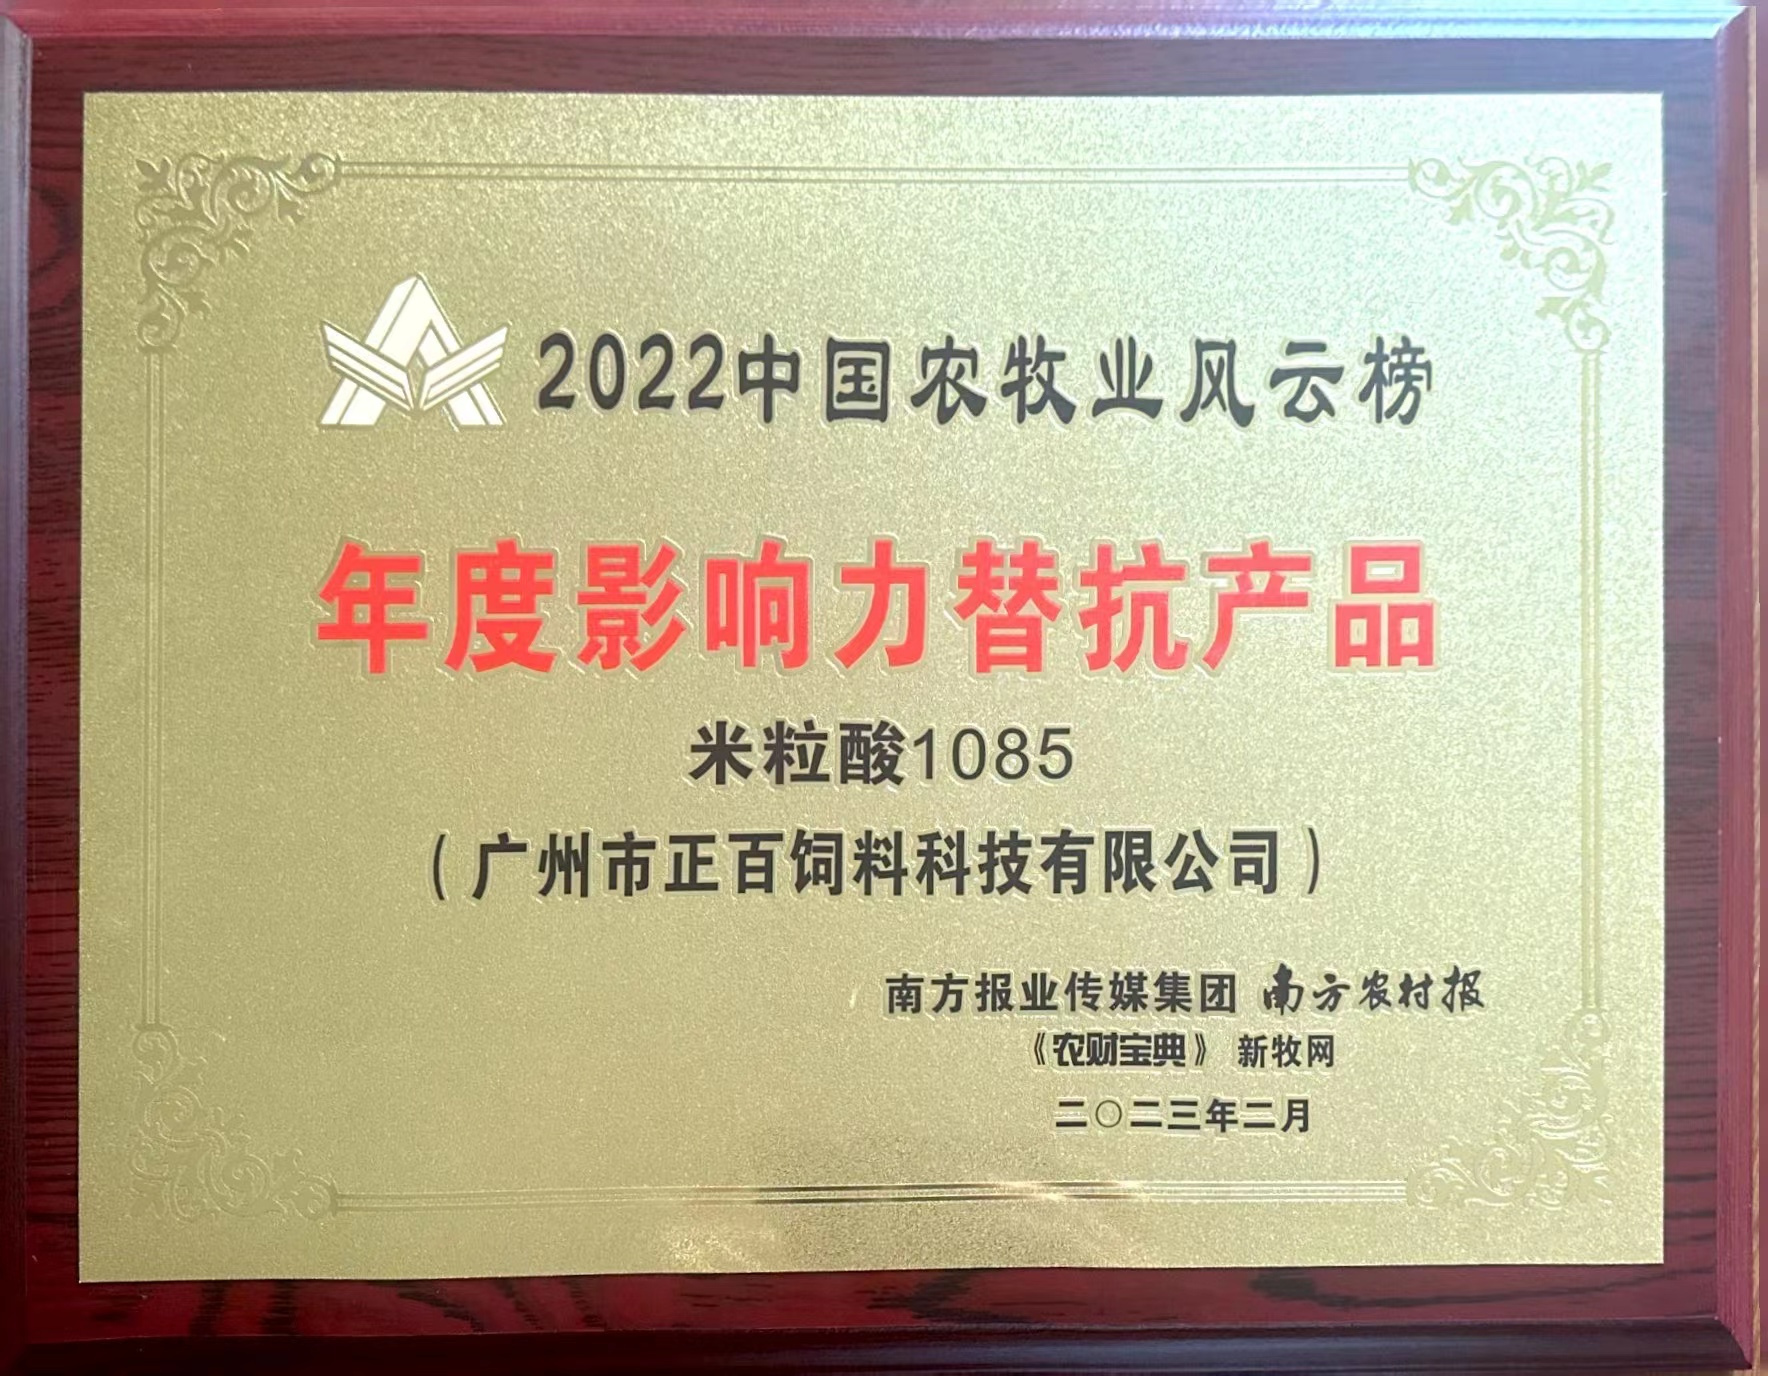 2022中国农牧业风云榜
年度影响力替抗产品
米粒酸1085
（广州市正百饲料科技有限公司）
南方报业传媒集团 南方农村报
《农财宝典》 新牧网
二〇二三年二月